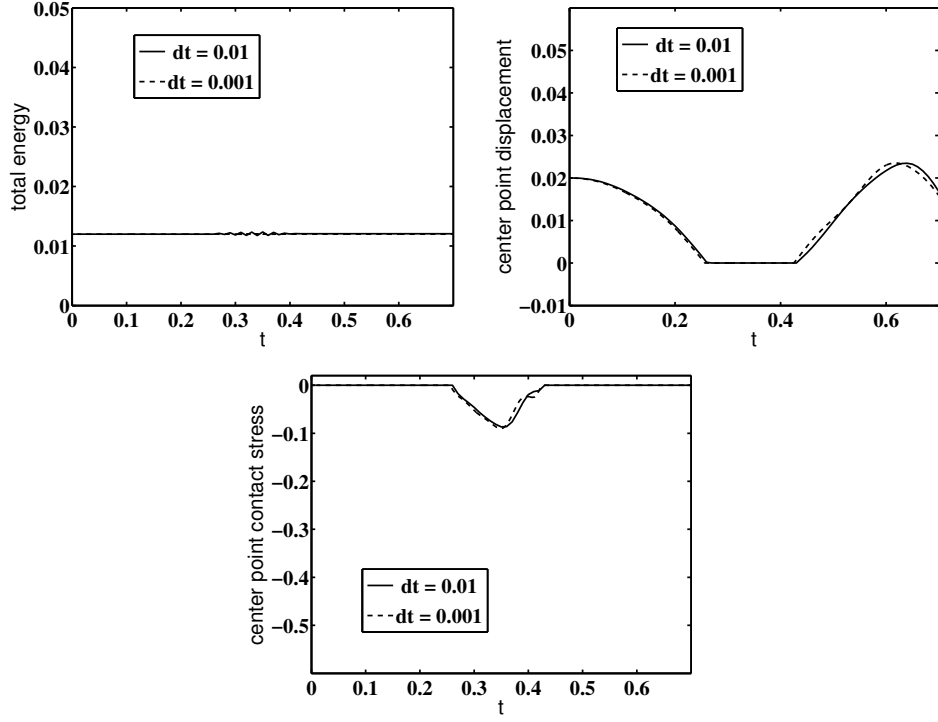 0.05
0.04
0.03
0.02
0.01
0
total energy
dt = 0.01
dt = 0.001
0 0.1 0.2 0.3 0.4 0.5 0.6
t
0.05
0.04
0.03
0.02
0.01
0
−0.01
center point displacement
dt = 0.01
dt = 0.001
0 0.2 0.4 0.6
t
0
−0.1
−0.2
−0.3
−0.4
−0.5
center point contact stress
dt = 0.01
dt = 0.001
0 0.1 0.2 0.3 0.4 0.5 0.6
t